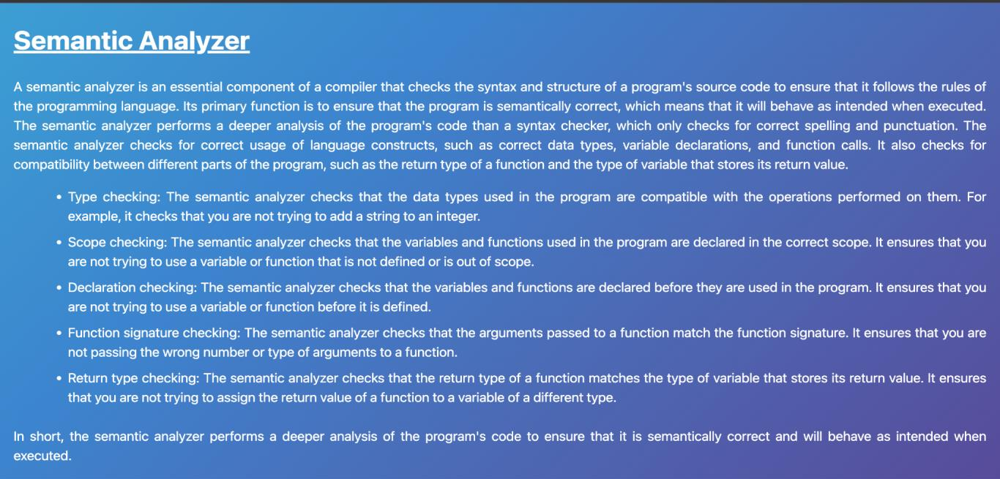 Semantic Analyzer
A semantic analyzer is an essential component of a compiler that checks the syntax and structure of a program's source code to ensure that it follows the rules of
the programming language. Its primary function is to ensure that the program is semantically correct, which means that it will behave as intended when executed.
The semantic analyzer performs a deeper analysis of the program's code than a syntax checker, which only checks for correct spelling and punctuation. The
semantic analyzer checks for correct usage of language constructs, such as correct data types, variable declarations, and function calls. It also checks for
compatibility between different parts of the program, such as the return type of a function and the type of variable that stores its return value.
• Type checking: The semantic analyzer checks that the data types used in the program are compatible with the operations performed on them. For
example, it checks that you are not trying to add a string to an integer.
• Scope checking: The semantic analyzer checks that the variables and functions used in the program are declared in the correct scope. It ensures that you
are not trying to use a variable or function that is not defined or is out of scope.
• Declaration checking: The semantic analyzer checks that the variables and functions are declared before they are used in the program. It ensures that you
are not trying to use a variable or function before it is defined.
• Function signature checking: The semantic analyzer checks that the arguments passed to a function match the function signature. It ensures that you are
not passing the wrong number or type of arguments to a function.
• Return type checking: The semantic analyzer checks that the return type of a function matches the type of variable that stores its return value. It ensures
that you are not trying to assign the return value of a function to a variable of a different type.
In short, the semantic analyzer performs a deeper analysis of the program's code to ensure that it is semantically correct and will behave as intended when
executed.